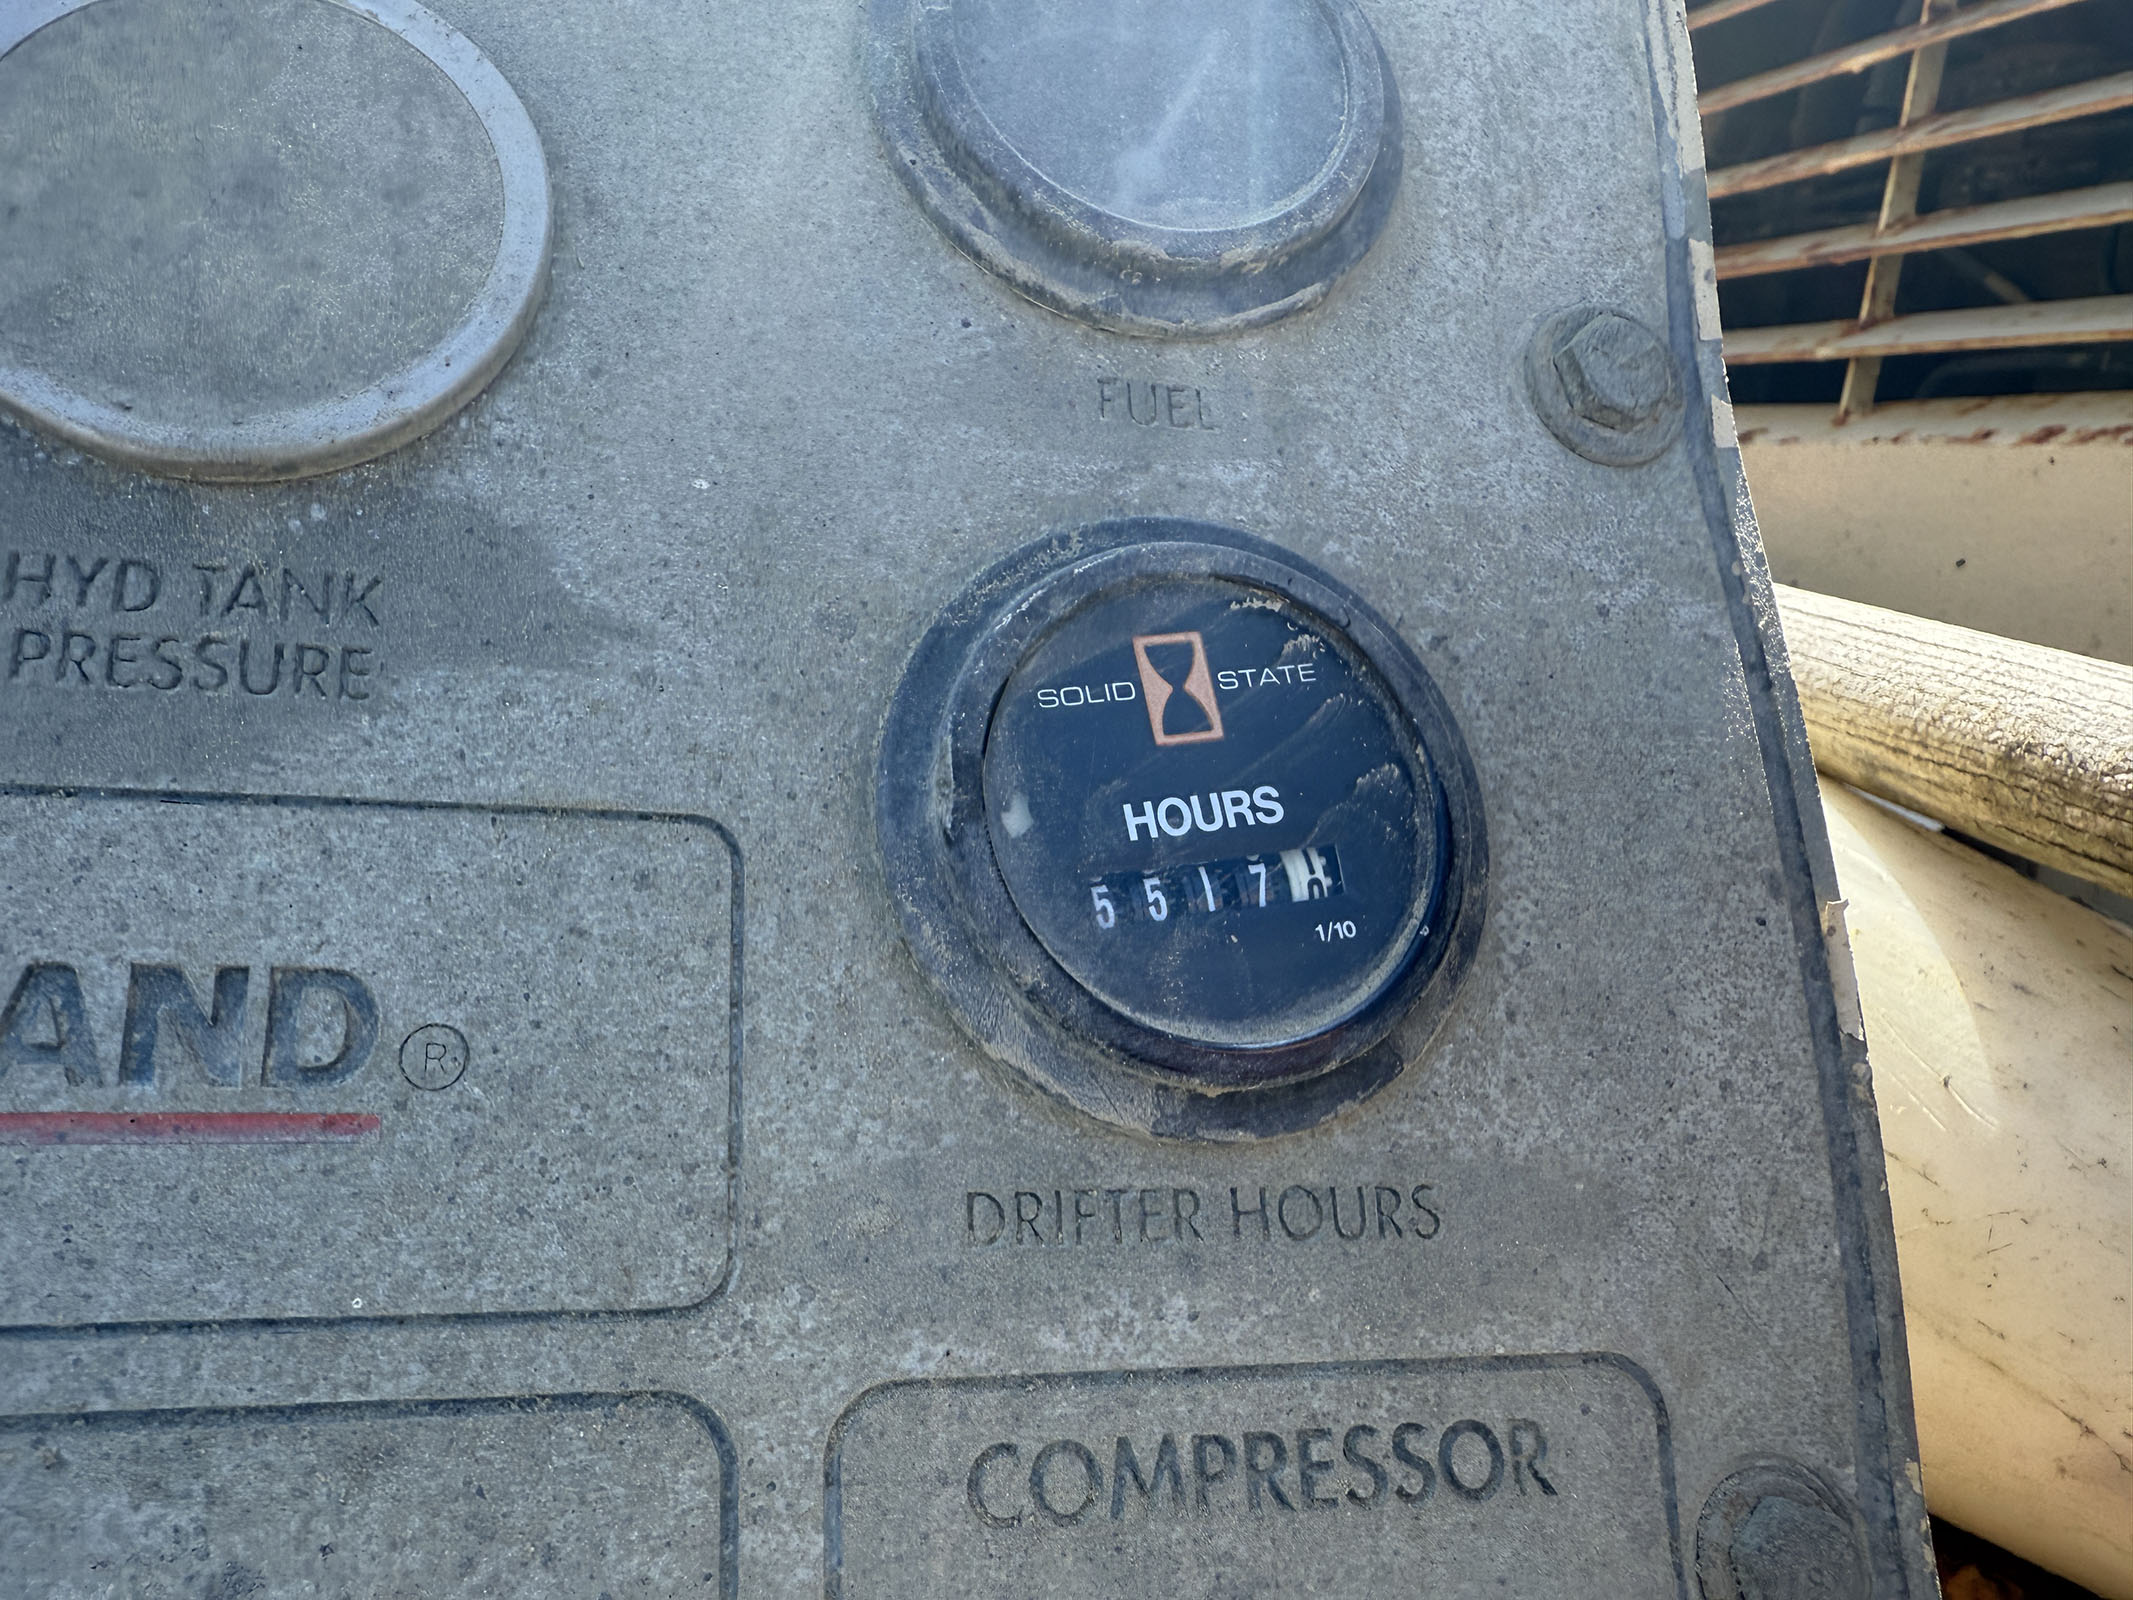 FUEL
HYD TANK
PRESSURE
SOLID STATE
HOURS
5517
1/10
AND ®
DRIFTER HOURS
COMPRESSOR